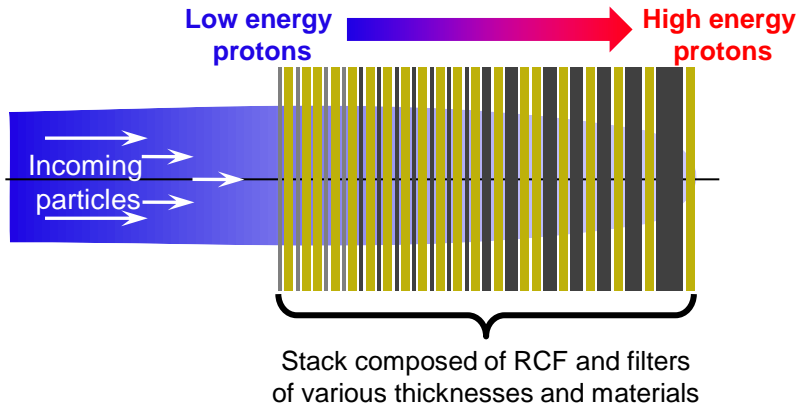 Low energy
protons
High energy
protons
Incoming
particles
Stack composed of RCF and filters
of various thicknesses and materials